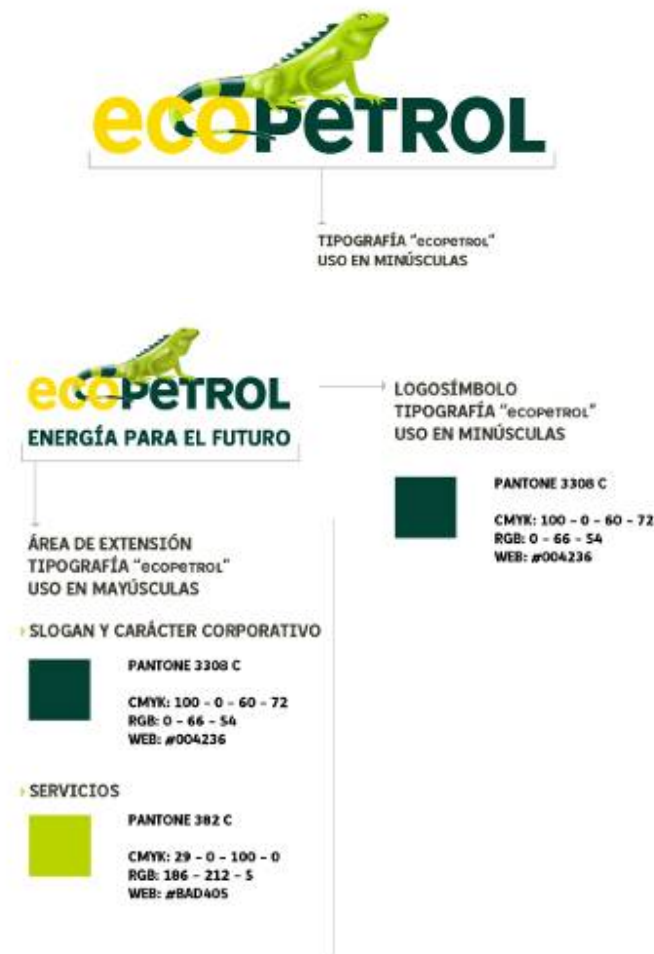 ecoPeTROL
TIPOGRAFÍA "ecoPeTROL"
USO EN MINÚSCULAS
ecoPeTROL
ENERGÍA PARA EL FUTURO
LOGOSÍMBOLO
TIPOGRAFÍA "ecoPeTROL"
USO EN MINÚSCULAS
PANTONE 3308 C
CMYK: 100 - 0 - 60 - 72
RGB: 0 - 66 - 54
WEB: #004236
ÁREA DE EXTENSIÓN
TIPOGRAFÍA "ecoPeTROL"
USO EN MAYÚSCULAS
SLOGAN Y CARÁCTER CORPORATIVO
PANTONE 3308 C
CMYK: 100 - 0 - 60 - 72
RGB: 0 - 66 - 54
WEB: #004236
SERVICIOS
PANTONE 382 C
CMYK: 29 - 0 - 100 - 0
RGB: 186 - 212 - 5
WEB: #BAD405